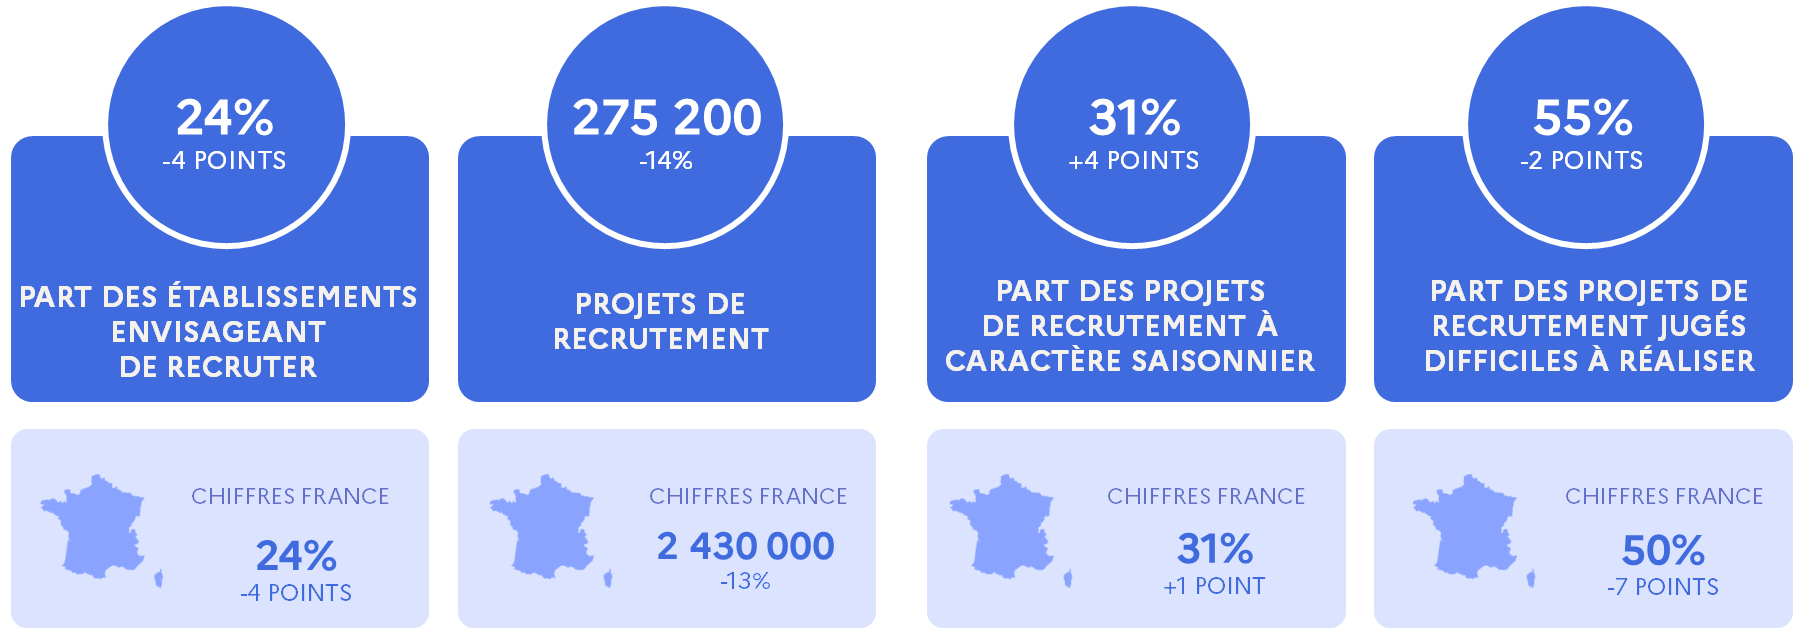 24%
-4 POINTS
PART DES ÉTABLISSEMENTS
ENVISAGEANT
DE RECRUTER
275 200
-14%
PROJETS DE
RECRUTEMENT
31%
+4 POINTS
PART DES PROJETS
DE RECRUTEMENT À
CARACTÈRE SAISONNIER
55%
-2 POINTS
PART DES PROJETS DE
RECRUTEMENT JUGÉS
DIFFICILES À RÉALISER
CHIFFRES FRANCE
24%
-4 POINTS
CHIFFRES FRANCE
2 430 000
-13%
CHIFFRES FRANCE
31%
+1 POINT
CHIFFRES FRANCE
50%
-7 POINTS